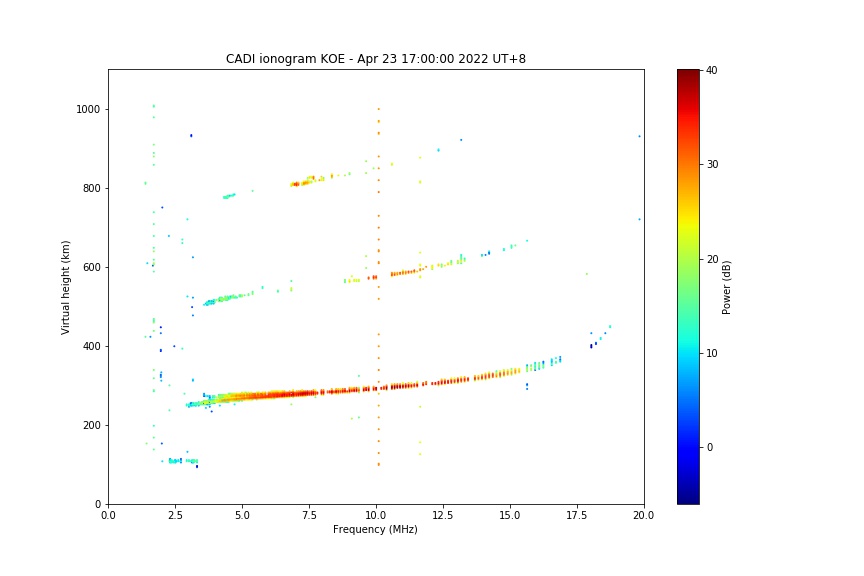 CADI ionogram KOE - Apr 23 17:00:00 2022 UT+8
Virtual height (km)
1000
800
600
400
200
0
0.0 2.5 5.0 7.5 10.0 12.5 15.0 17.5 20.0
Frequency (MHz)
40
30
20
10
0
Power (dB)